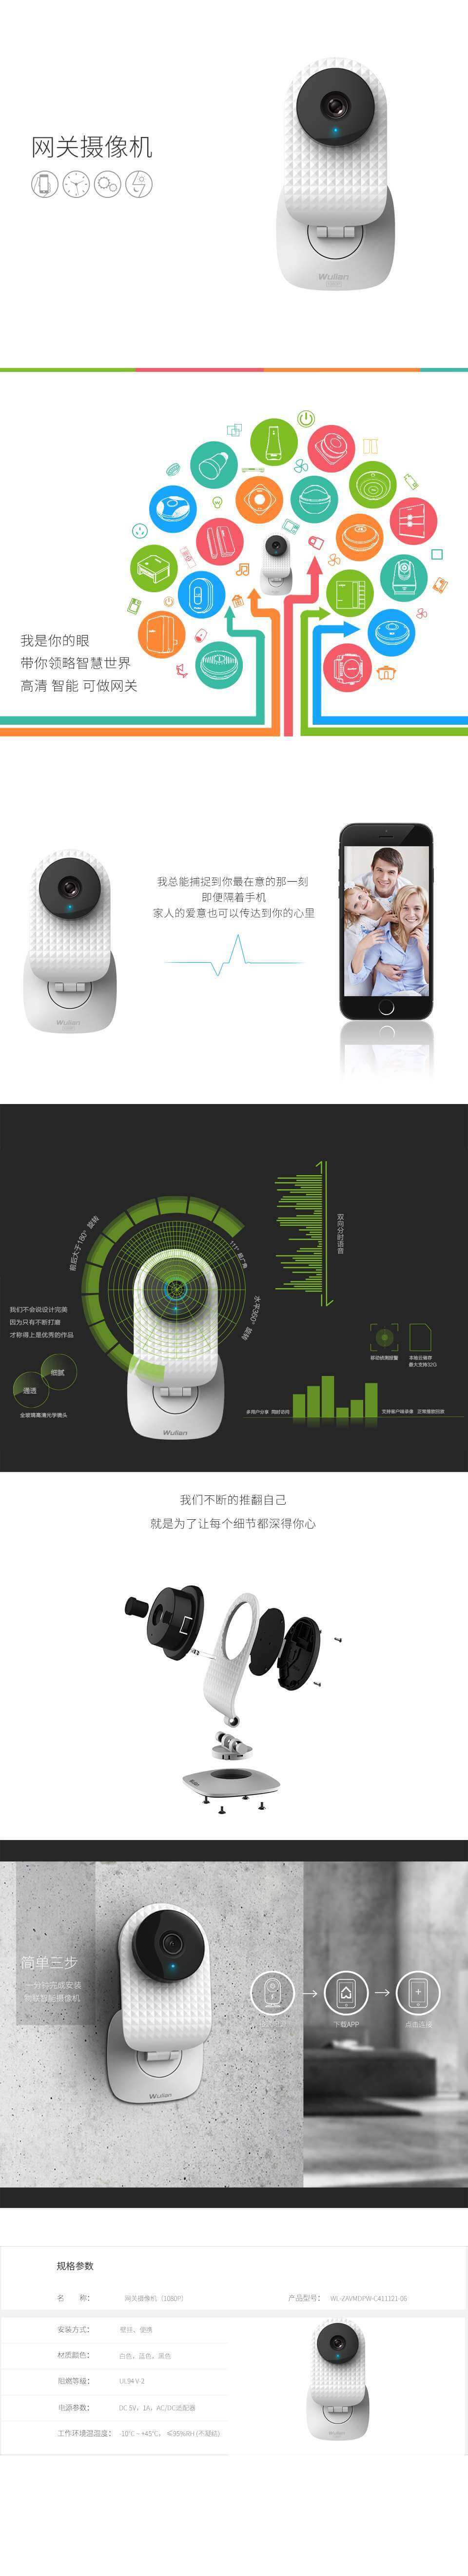 网关摄像机
Wulian
我是你的眼
带你领略智慧世界
高清 智能 可做网关
我总能捕捉到你最在意的那一刻
即便隔着手机
家人的爱意也可以传达到你的心里
Wulian
前后大于180° 旋转
水平360° 旋转
双向分时语音
我们不会说设计完美
因为只有不断打磨
才称得上是优秀的作品
细腻
通透
全玻璃高清光学镜头
移动侦测报警
本地云储存
最大支持32G
多用户分享 同时访问
支持客户端录像
Wulian
我们不断的推翻自己
就是为了让每个细节都深得你心
Wulian
简单三步
一分钟完成安装
物联智能摄像机
下载APP
点击连接
Wulian
规格参数
名 称： 网关摄像机（1080P）
产品型号： WL-ZAVMDPW-C411121-06
安装方式： 壁挂、便携
材质颜色： 白色、蓝色、黑色
阻燃等级： UL94 V-2
电源参数： DC 5V，1A，AC/DC适配器
工作环境温湿度： -10℃ ~ +45℃， ≤95%RH (不凝结)